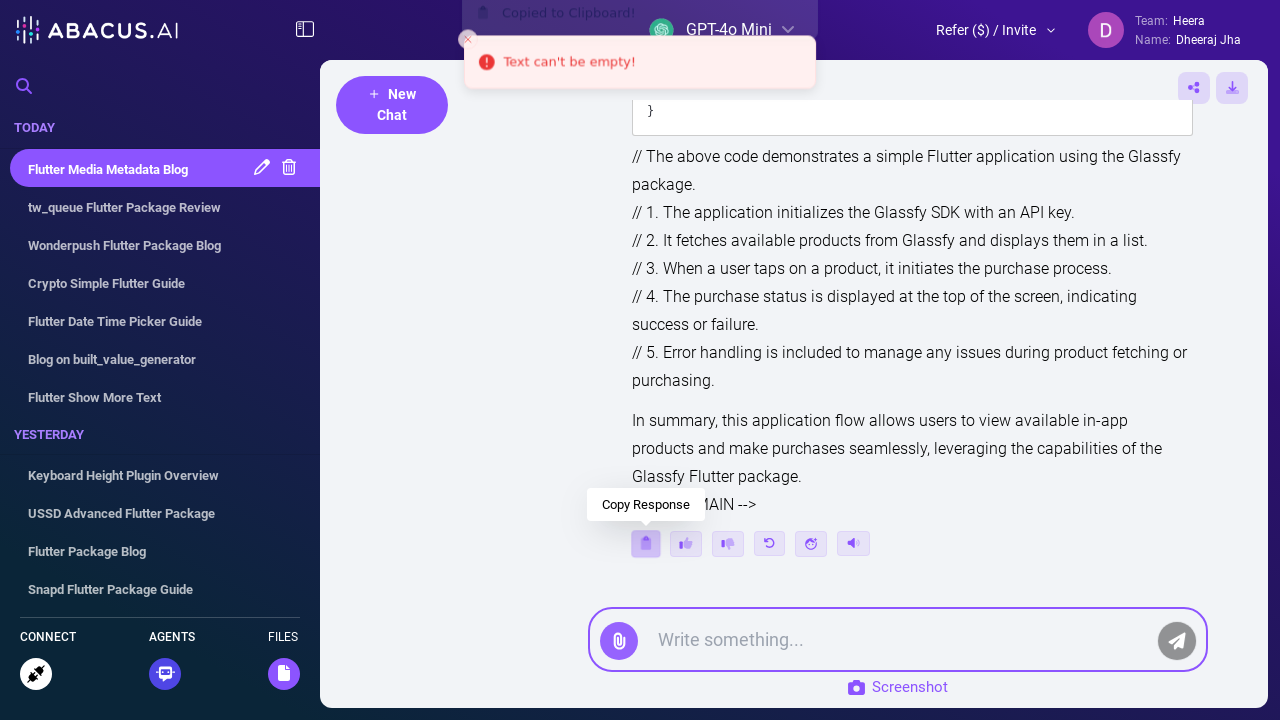 ABACUS.AI
Copied to Clipboard!
GPT-4o Mini
Refer ($) / Invite
D
Team: Heera
Name: Dheeraj Jha
Text can't be empty!
+ New
Chat
TODAY
Flutter Media Metadata Blog
tw_queue Flutter Package Review
Wonderpush Flutter Package Blog
Crypto Simple Flutter Guide
Flutter Date Time Picker Guide
Blog on built_value_generator
Flutter Show More Text
YESTERDAY
Keyboard Height Plugin Overview
USSD Advanced Flutter Package
Flutter Package Blog
Snapd Flutter Package Guide
CONNECT
AGENTS
FILES
}
// The above code demonstrates a simple Flutter application using the Glassfy
package.
// 1. The application initializes the Glassfy SDK with an API key.
// 2. It fetches available products from Glassfy and displays them in a list.
// 3. When a user taps on a product, it initiates the purchase process.
// 4. The purchase status is displayed at the top of the screen, indicating
success or failure.
// 5. Error handling is included to manage any issues during product fetching or
purchasing.
In summary, this application flow allows users to view available in-app
products and make purchases seamlessly, leveraging the capabilities of the
Glassfy Flutter package.
MAIN -->
Copy Response
Write something...
Screenshot